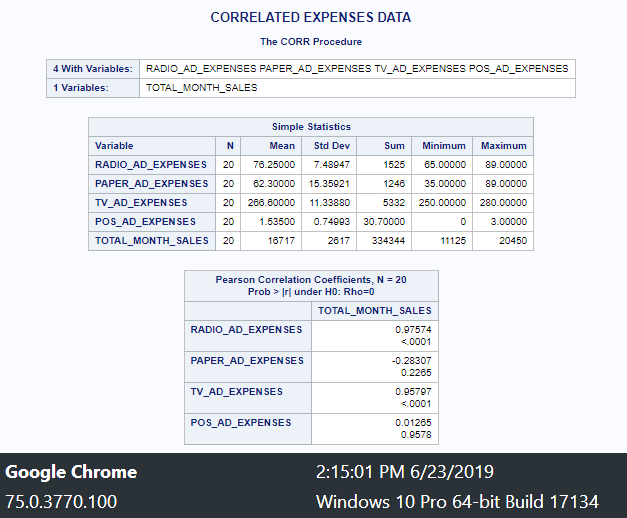 CORRELATED EXPENSES DATA
The CORR Procedure
4 With Variables: RADIO_AD_EXPENSES PAPER_AD_EXPENSES TV_AD_EXPENSES POS_AD_EXPENSES
1 Variables: TOTAL_MONTH_SALES
Simple Statistics
Variable N Mean Std Dev Sum Minimum Maximum
RADIO_AD_EXPENSES 20 76.25000 7.48947 1525 65.00000 89.00000
PAPER_AD_EXPENSES 20 62.30000 15.35921 1246 35.00000 89.00000
TV_AD_EXPENSES 20 266.60000 11.33880 5332 250.00000 280.00000
POS_AD_EXPENSES 20 1.53500 0.74993 30.70000 0 3.00000
TOTAL_MONTH_SALES 20 16717 2617 334344 11125 20450
Pearson Correlation Coefficients, N = 20
Prob > |r| under H0: Rho=0
TOTAL_MONTH_SALES
RADIO_AD_EXPENSES 0.97574
<.0001
PAPER_AD_EXPENSES -0.28307
0.2265
TV_AD_EXPENSES 0.95797
<.0001
POS_AD_EXPENSES 0.01265
0.9578
Google Chrome 2:15:01 PM 6/23/2019
75.0.3770.100 Windows 10 Pro 64-bit Build 17134